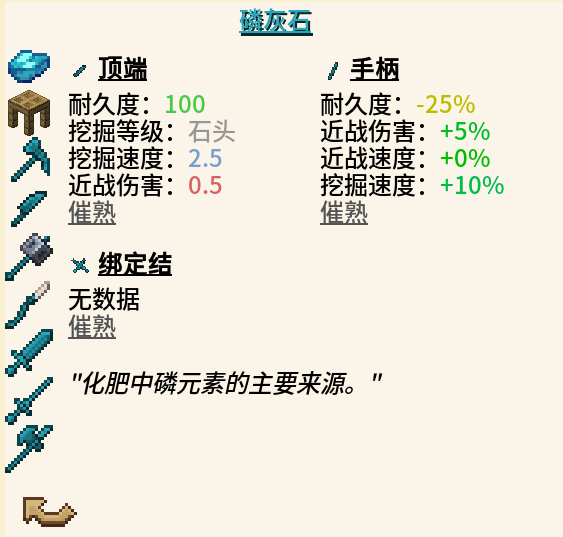 磷灰石
顶端
耐久度：100
挖掘等级：石头
挖掘速度：2.5
近战伤害：0.5
催熟
手柄
耐久度：-25%
近战伤害：+5%
近战速度：+0%
挖掘速度：+10%
催熟
绑定结
无数据
催熟
"化肥中磷元素的主要来源。"